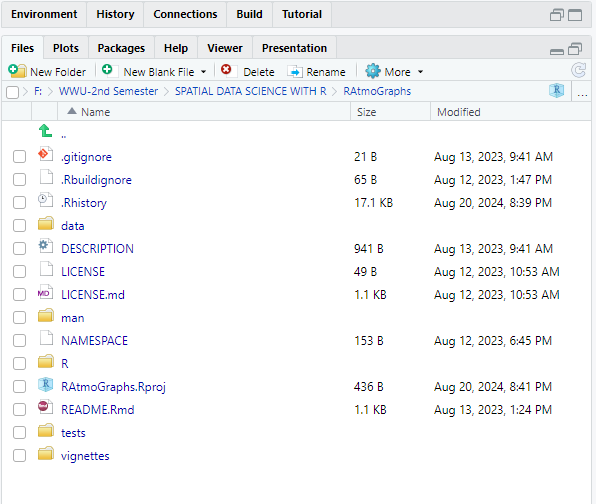 Environment History Connections Build Tutorial
Files Plots Packages Help Viewer Presentation
New Folder New Blank File Delete Rename More
F: WWU-2nd Semester SPATIAL DATA SCIENCE WITH R RAtmoGraphs R ...
Name Size Modified
..
.gitignore 21 B Aug 13, 2023, 9:41 AM
.Rbuildignore 65 B Aug 12, 2023, 1:47 PM
.Rhistory 17.1 KB Aug 20, 2024, 8:39 PM
data
DESCRIPTION 941 B Aug 13, 2023, 9:41 AM
LICENSE 49 B Aug 12, 2023, 10:53 AM
MD LICENSE.md 1.1 KB Aug 12, 2023, 10:53 AM
man
NAMESPACE 153 B Aug 12, 2023, 6:45 PM
R
R RAtmoGraphs.Rproj 436 B Aug 20, 2024, 8:41 PM
README.Rmd 1.1 KB Aug 13, 2023, 1:24 PM
tests
vignettes